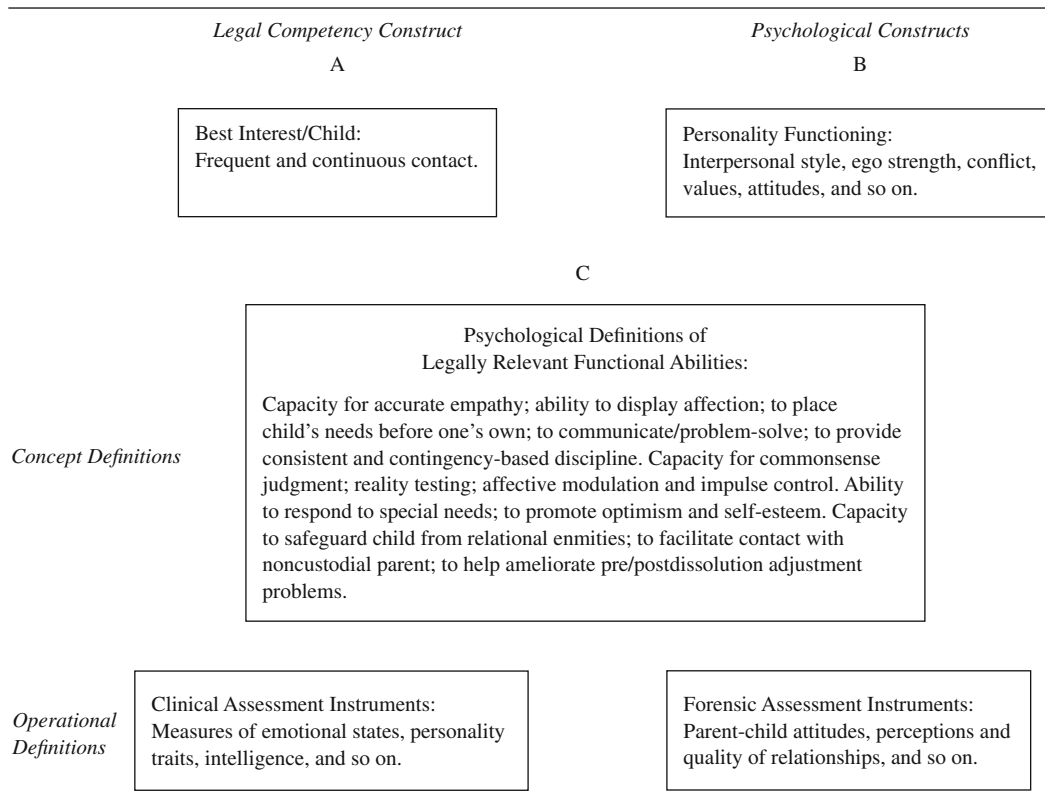 Legal Competency Construct
Psychological Constructs
A
B
Best Interest/Child:
Frequent and continuous contact.
Personality Functioning:
Interpersonal style, ego strength, conflict,
values, attitudes, and so on.
C
Psychological Definitions of
Legally Relevant Functional Abilities:
Concept Definitions
Capacity for accurate empathy; ability to display affection; to place
child's needs before one's own; to communicate/problem-solve; to provide
consistent and contingency-based discipline. Capacity for commonsense
judgment; reality testing; affective modulation and impulse control. Ability
to respond to special needs; to promote optimism and self-esteem. Capacity
to safeguard child from relational enmities; to facilitate contact with
noncustodial parent; to help ameliorate pre/postdissolution adjustment
problems.
Operational
Definitions
Clinical Assessment Instruments:
Measures of emotional states, personality
traits, intelligence, and so on.
Forensic Assessment Instruments:
Parent-child attitudes, perceptions and
quality of relationships, and so on.